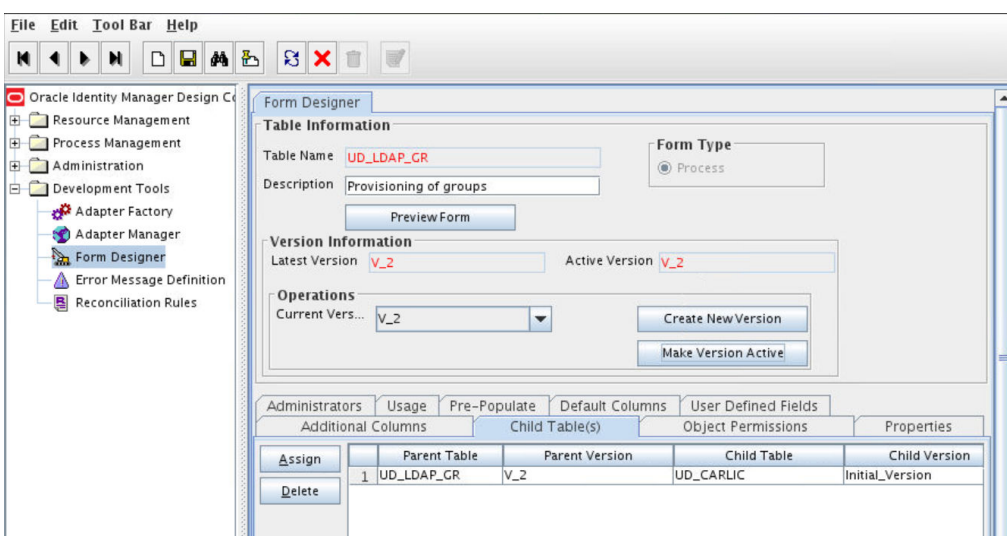 File Edit Tool Bar Help
Oracle Identity Manager Design Co
Resource Management
Process Management
Administration
Development Tools
Adapter Factory
Adapter Manager
Form Designer
Error Message Definition
Reconciliation Rules
Form Designer
Table Information
Table Name UD_LDAP_GR
Form Type
Process
Description Provisioning of groups
Preview Form
Version Information
Latest Version V_2 Active Version V_2
Operations
Current Vers... V_2 Create New Version
Make Version Active
Administrators Usage Pre-Populate Default Columns User Defined Fields
Additional Columns Child Table(s) Object Permissions Properties
Assign
Delete
Parent Table Parent Version Child Table Child Version
1 UD_LDAP_GR V_2 UD_CARLIC Initial_Version